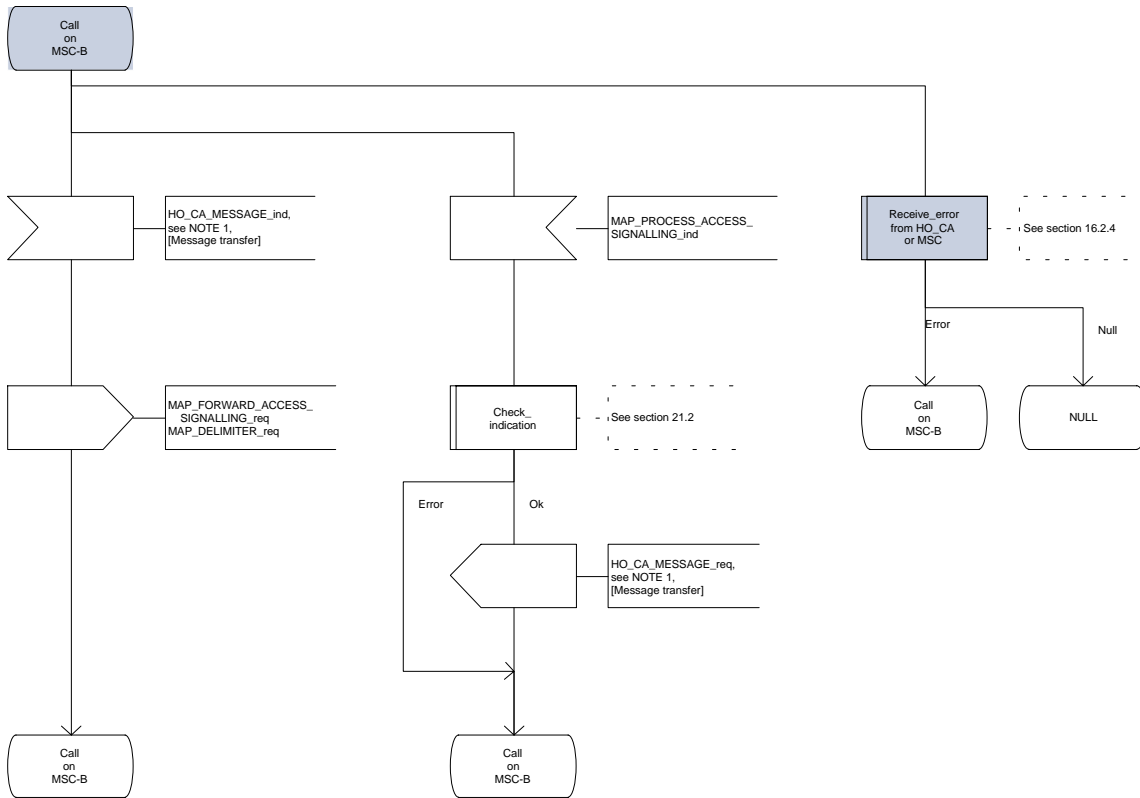 Call
on
MSC-B
HO_CA_MESSAGE_ind,
see NOTE 1,
[Message transfer]
MAP_PROCESS_ACCESS_
SIGNALLING_ind
Receive_error
from HO_CA
or MSC
See section 16.2.4
Error
Null
MAP_FORWARD_ACCESS_
SIGNALLING_req
MAP_DELIMITER_req
Check_
indication
See section 21.2
Call
on
MSC-B
NULL
Error
Ok
HO_CA_MESSAGE_req,
see NOTE 1,
[Message transfer]
Call
on
MSC-B
Call
on
MSC-B